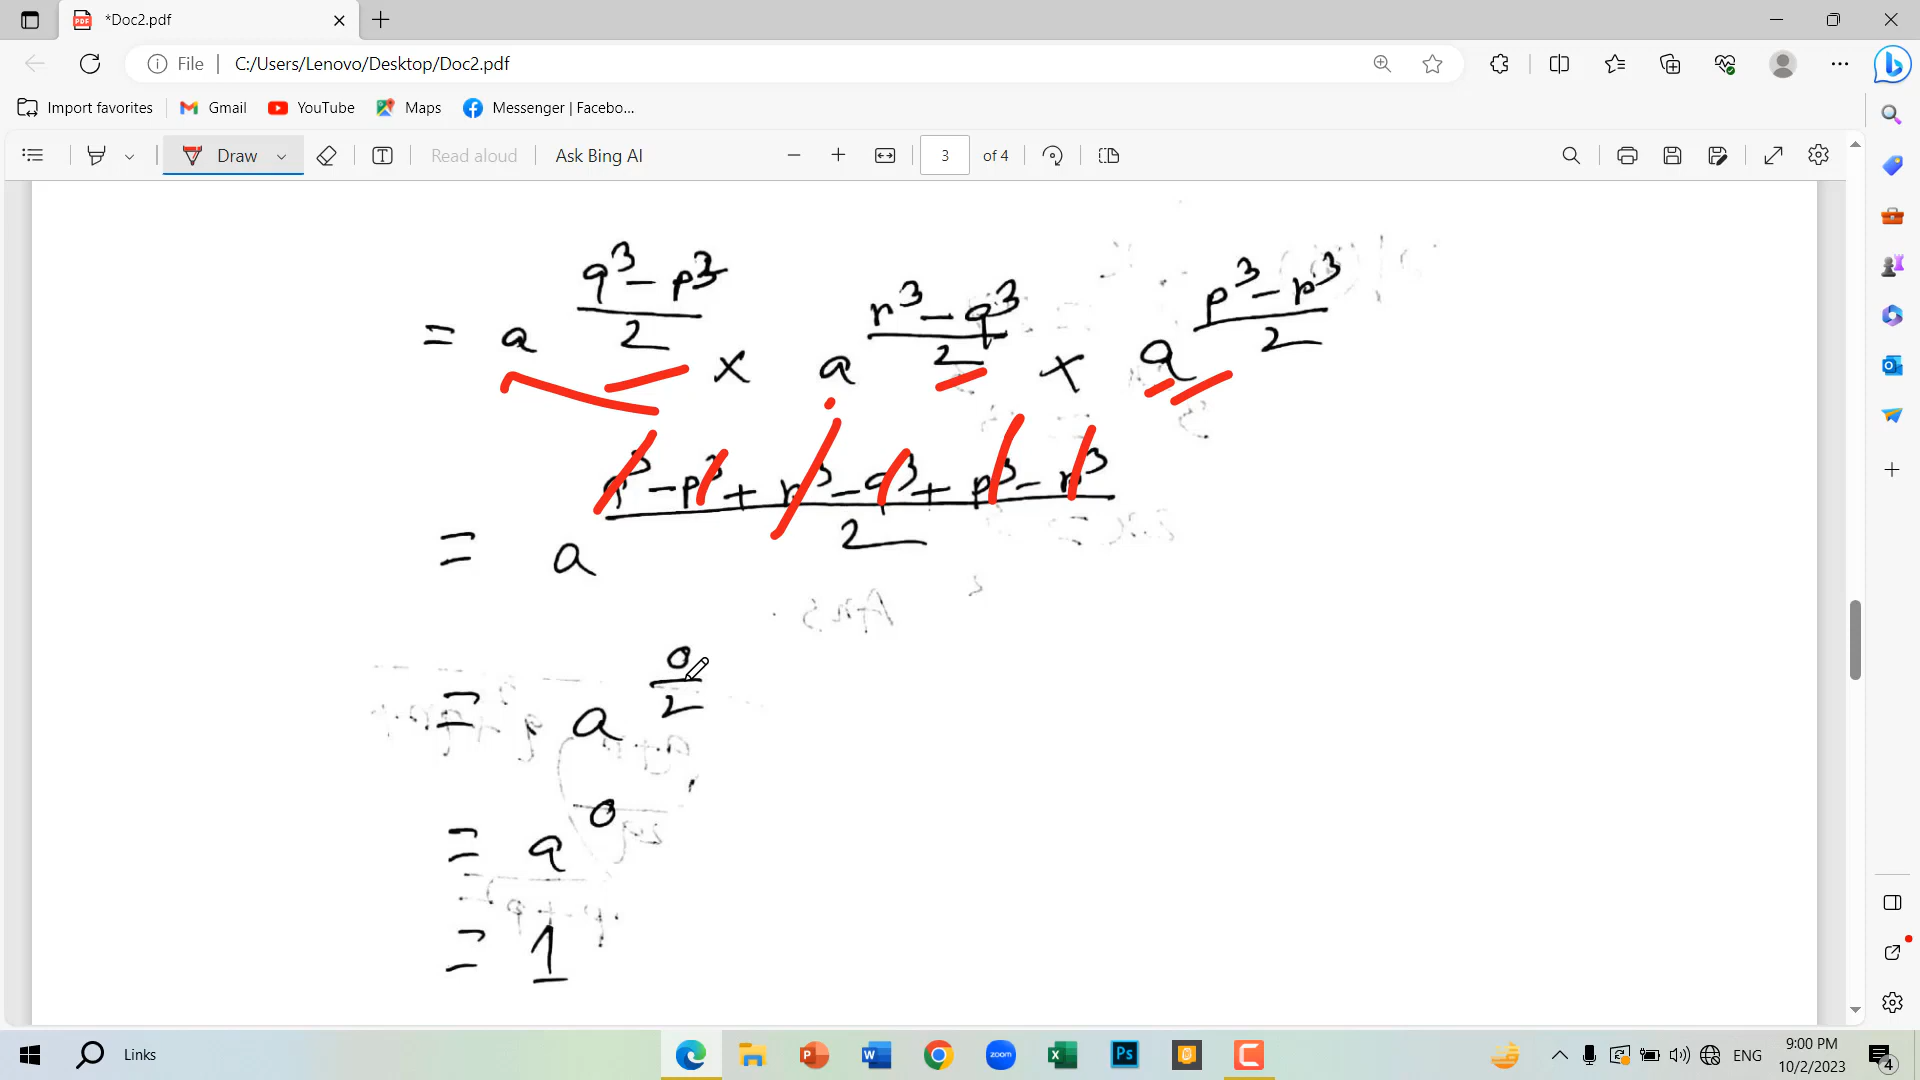 *Doc2.pdf
File C:/Users/Lenovo/Desktop/Doc2.pdf
Import favorites Gmail YouTube Maps Messenger | Facebo...
Draw Read aloud Ask Bing AI 3 of 4
= a^((q³ - p³)/2) × a^((r³ - q³)/2) × a^((p³ - r³)/2)
= a^((q³ - p³ + r³ - q³ + p³ - r³)/2)
= a^(0/2)
= a^0
= 1
Links zoom ENG 9:00 PM
10/2/2023 4